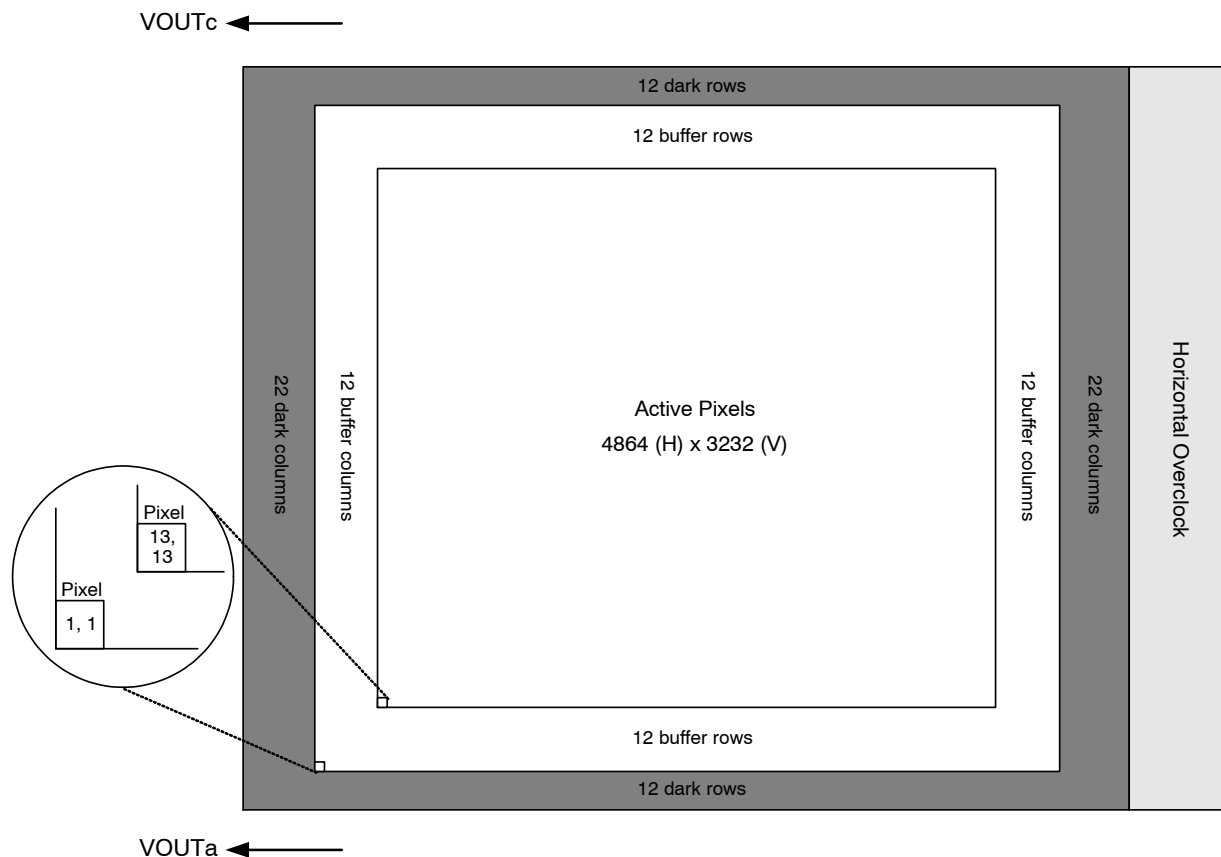 VOUTc
12 dark rows
12 buffer rows
22 dark columns
12 buffer columns
Active Pixels
4864 (H) x 3232 (V)
12 buffer columns
22 dark columns
Horizontal Overclock
Pixel
13,
13
Pixel
1, 1
12 buffer rows
12 dark rows
VOUTa